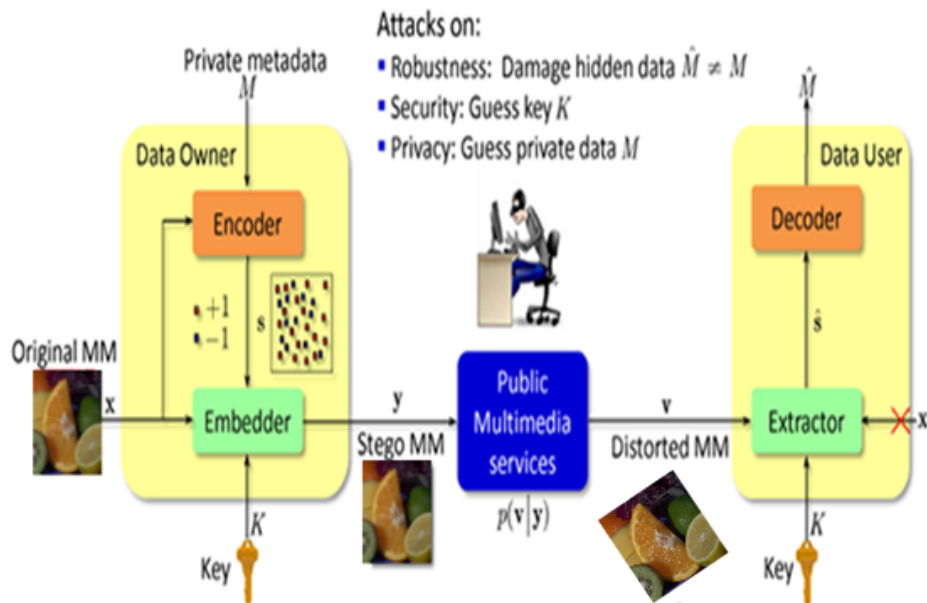 Attacks on:
▪ Robustness: Damage hidden data M̂ ≠ M
▪ Security: Guess key K
▪ Privacy: Guess private data M
Private metadata
M
Data Owner
Encoder
+1
−1
s
Original MM
x
Embedder
K
Key
y
Stego MM
Public
Multimedia
services
p(v|y)
v
Distorted MM
M̂
Data User
Decoder
ŝ
Extractor
x
K
Key